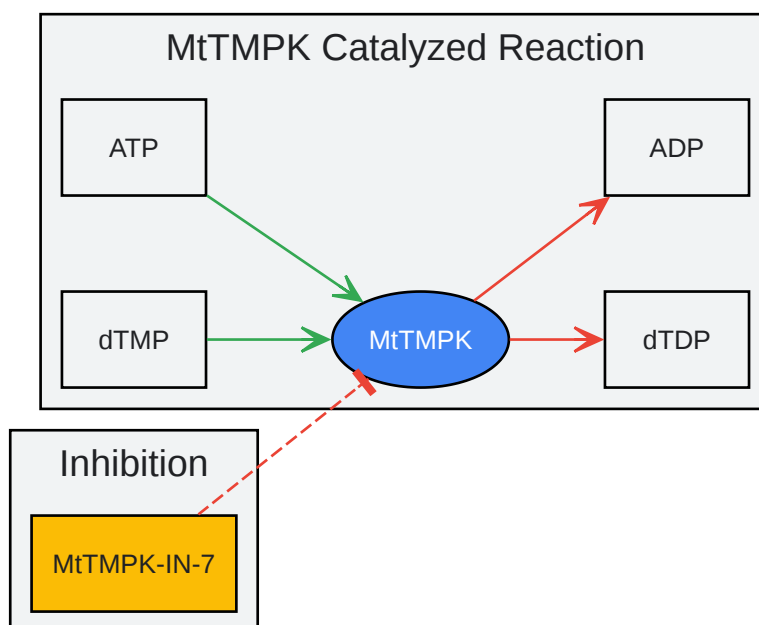 MtTMPK Catalyzed Reaction
ATP
ADP
dTMP
MtTMPK
dTDP
Inhibition
MtTMPK-IN-7